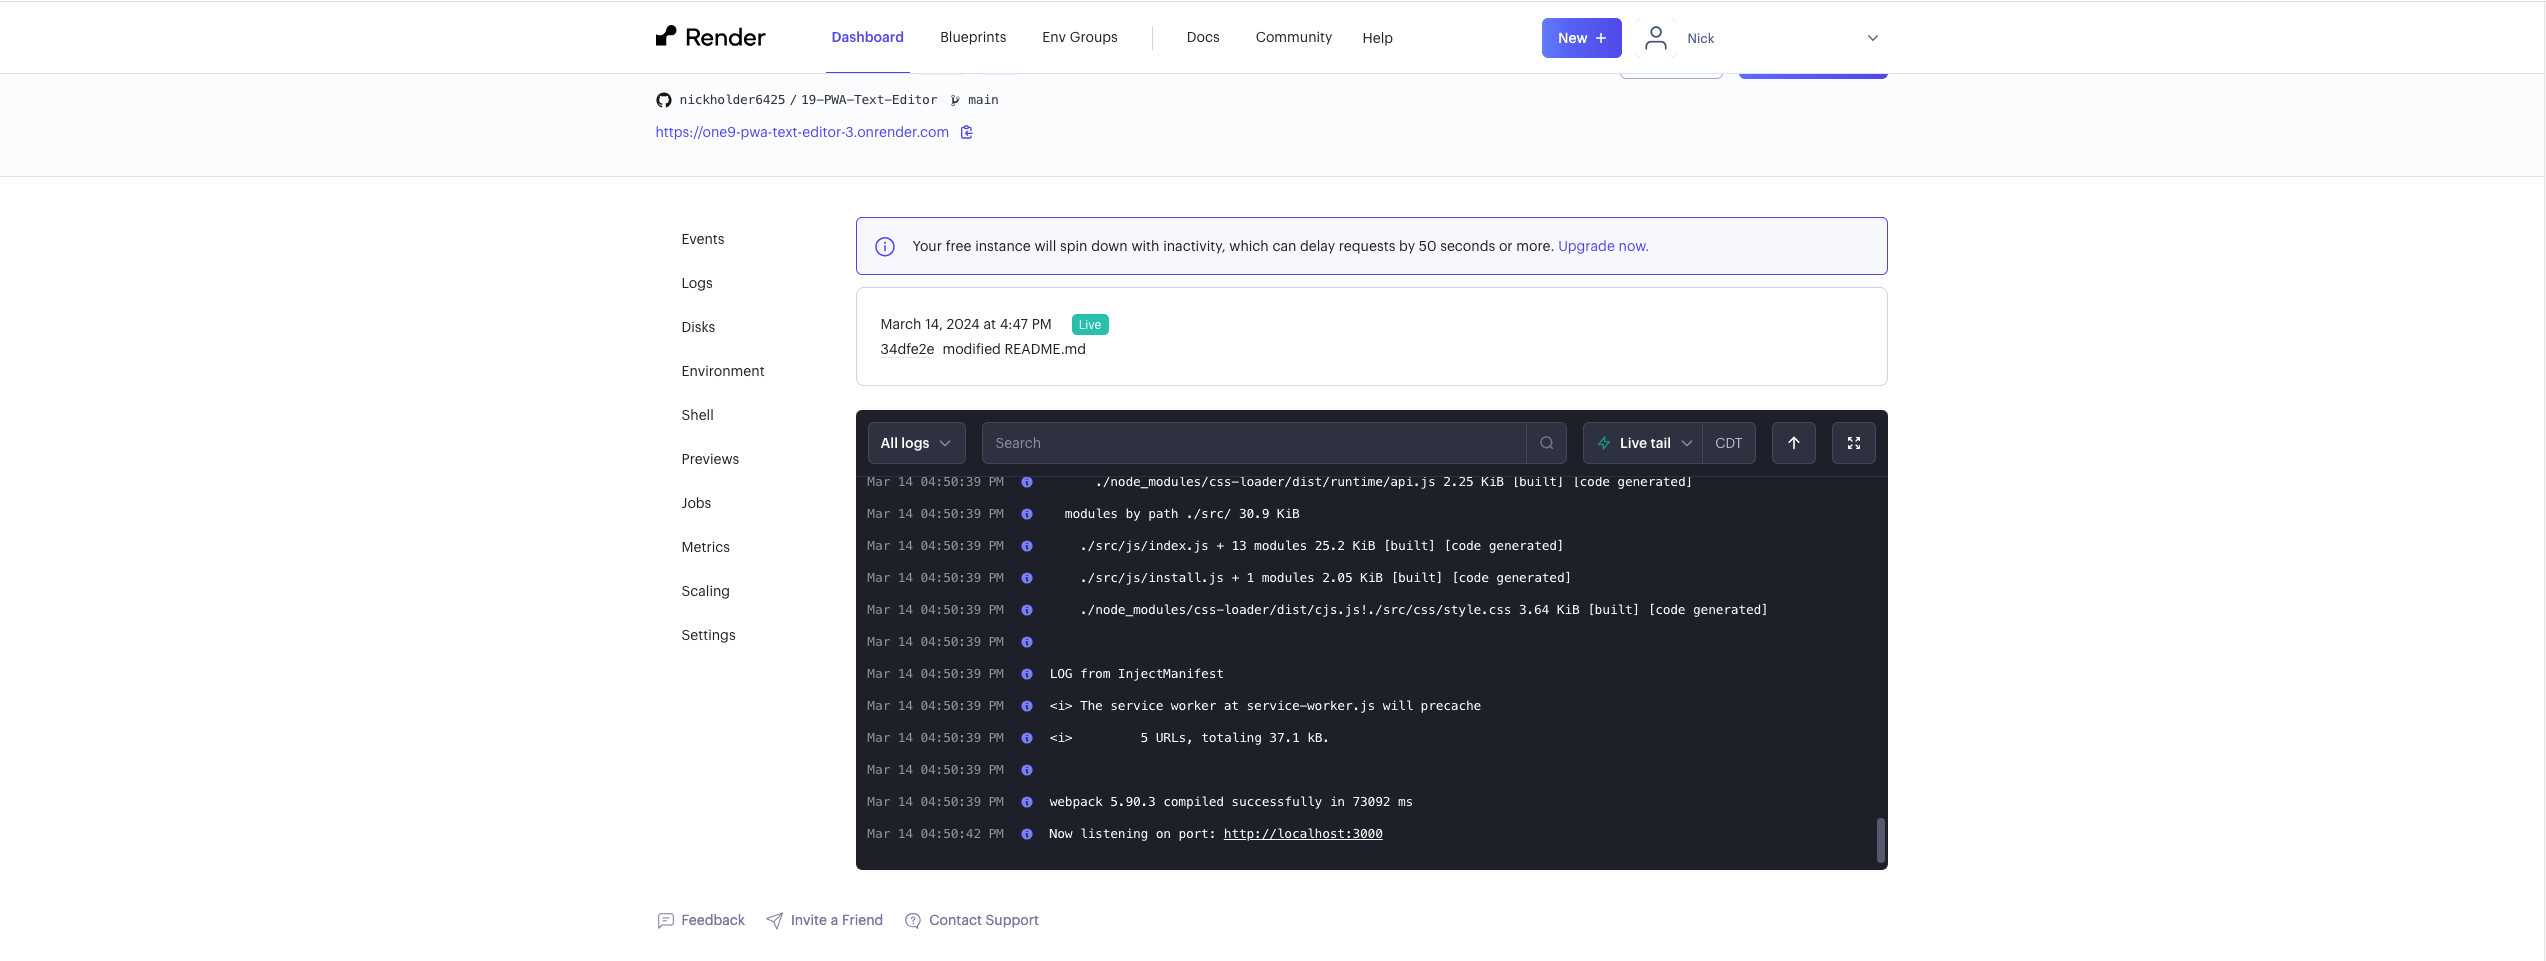 Render Dashboard Blueprints Env Groups Docs Community Help New + Nick
nickholder6425 / 19-PWA-Text-Editor main
https://one9-pwa-text-editor-3.onrender.com
Events
Logs
Disks
Environment
Shell
Previews
Jobs
Metrics
Scaling
Settings
Your free instance will spin down with inactivity, which can delay requests by 50 seconds or more. Upgrade now.
March 14, 2024 at 4:47 PM Live
34dfe2e modified README.md
All logs Search Live tail CDT
Mar 14 04:50:39 PM ./node_modules/css-loader/dist/runtime/api.js 2.25 KiB [built] [code generated]
Mar 14 04:50:39 PM modules by path ./src/ 30.9 KiB
Mar 14 04:50:39 PM ./src/js/index.js + 13 modules 25.2 KiB [built] [code generated]
Mar 14 04:50:39 PM ./src/js/install.js + 1 modules 2.05 KiB [built] [code generated]
Mar 14 04:50:39 PM ./node_modules/css-loader/dist/cjs.js!./src/css/style.css 3.64 KiB [built] [code generated]
Mar 14 04:50:39 PM
Mar 14 04:50:39 PM LOG from InjectManifest
Mar 14 04:50:39 PM <i> The service worker at service-worker.js will precache
Mar 14 04:50:39 PM <i> 5 URLs, totaling 37.1 kB.
Mar 14 04:50:39 PM
Mar 14 04:50:39 PM webpack 5.90.3 compiled successfully in 73092 ms
Mar 14 04:50:42 PM Now listening on port: http://localhost:3000
Feedback Invite a Friend Contact Support